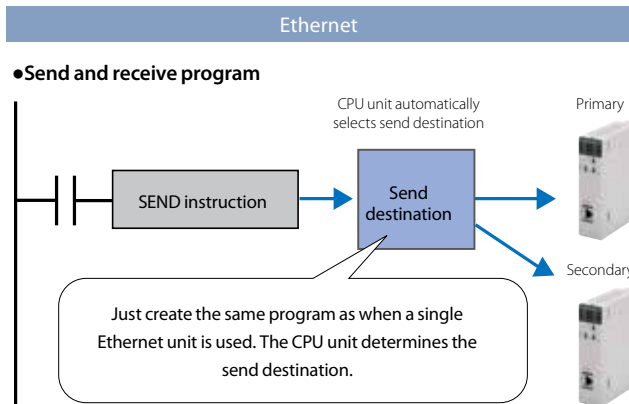 Ethernet
●Send and receive program
CPU unit automatically
selects send destination
Primary
SEND instruction
Send
destination
Secondary
Just create the same program as when a single
Ethernet unit is used. The CPU unit determines the
send destination.